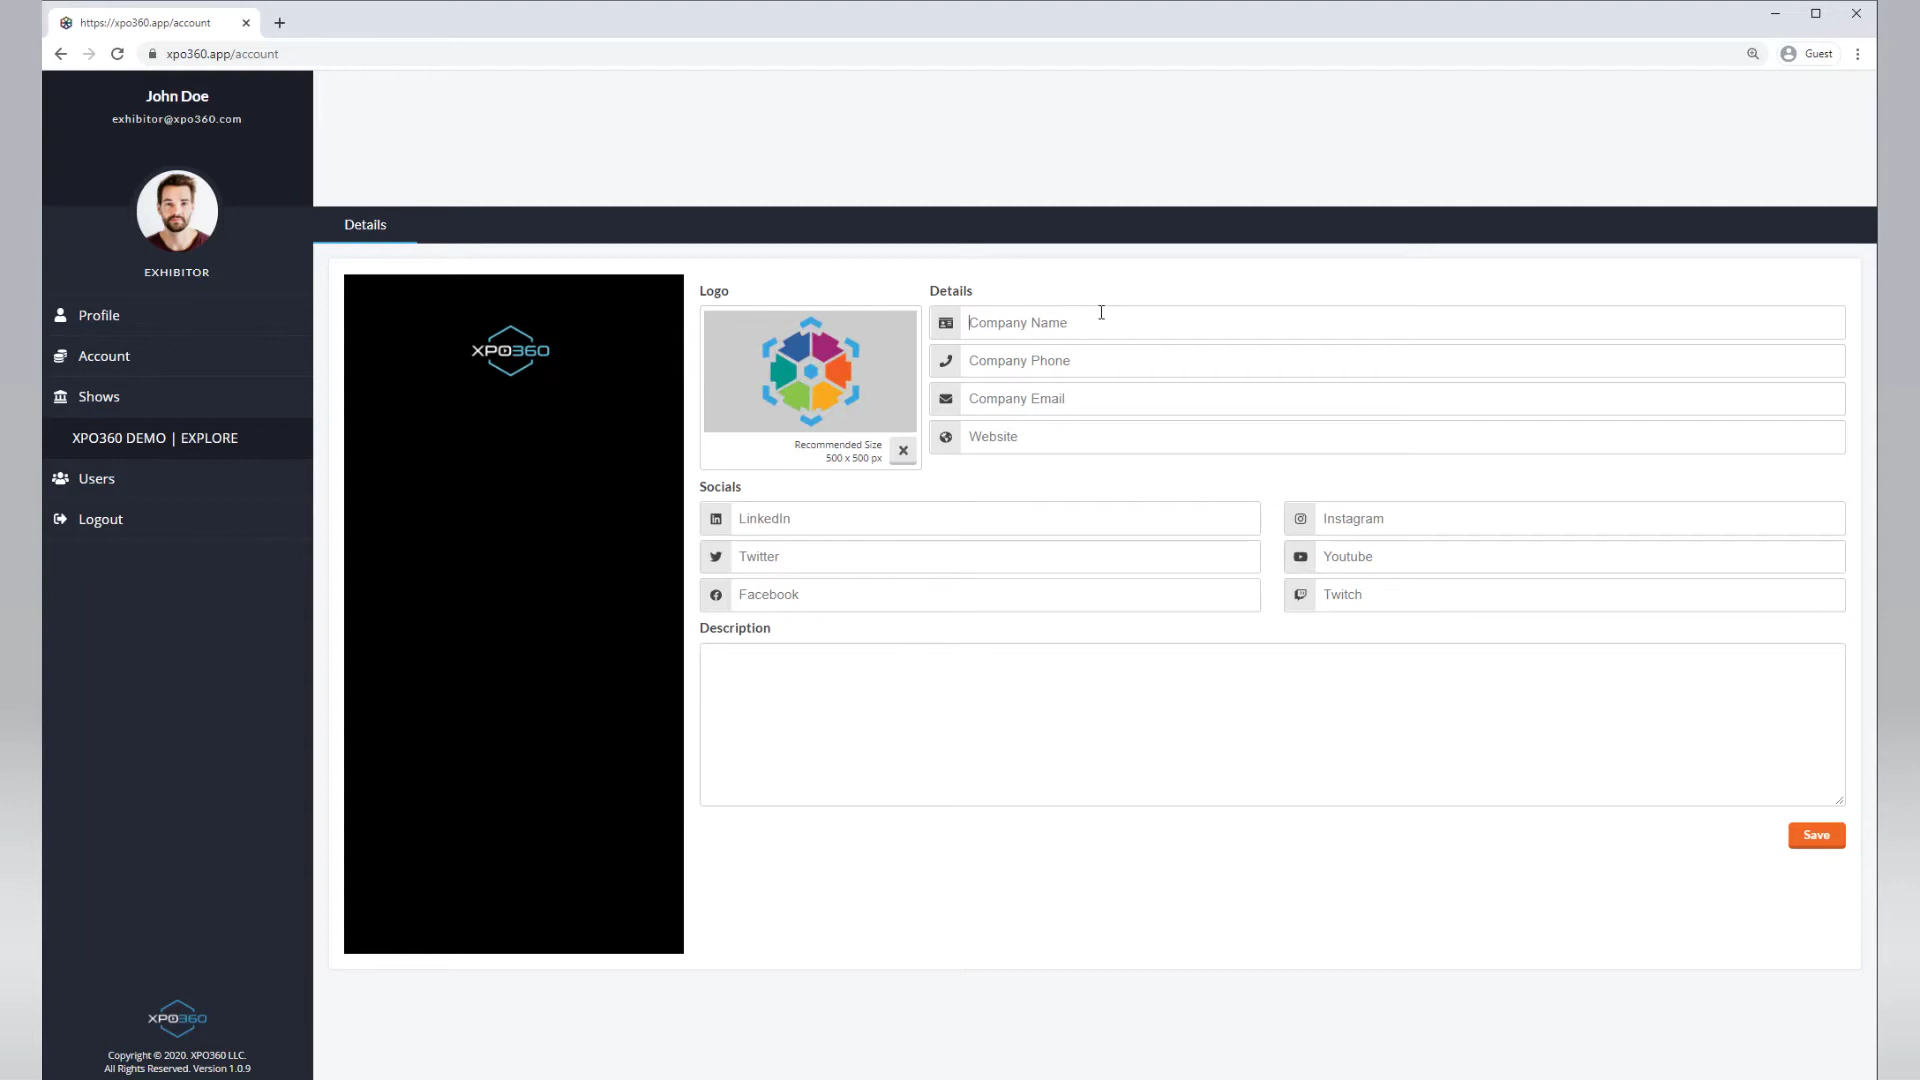 https://xpo360.app/account
xpo360.app/account
Guest
John Doe
exhibitor@xpo360.com
EXHIBITOR
Profile
Account
Shows
XPO360 DEMO | EXPLORE
Users
Logout
XPO360
Copyright © 2020. XPO360 LLC.
All Rights Reserved. Version 1.0.9
Details
XPO360
Logo
Recommended Size
500 x 500 px
Details
Company Name
Company Phone
Company Email
Website
Socials
LinkedIn
Instagram
Twitter
Youtube
Facebook
Twitch
Description
Save